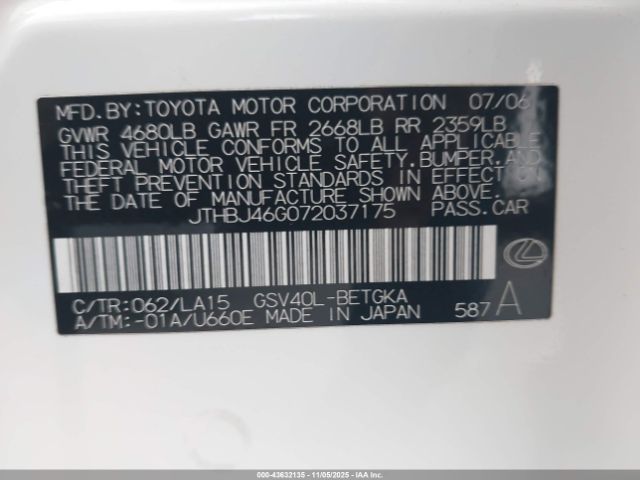 MFD.BY:TOYOTA MOTOR CORPORATION 07/06
GVWR 4680LB GAWR FR 2668LB RR 2359LB
THIS VEHICLE CONFORMS TO ALL APPLICABLE
FEDERAL MOTOR VEHICLE SAFETY.BUMPER.AND
THEFT PREVENTION STANDARDS IN EFFECT ON
THE DATE OF MANUFACTURE SHOWN ABOVE.
JTHBJ46G072037175 PASS.CAR
C/TR:062/LA15 GSV40L-BETGKA
A/TM:-01A/U660E MADE IN JAPAN 587 A
000-43632135 - 11/05/2025 - IAA Inc.